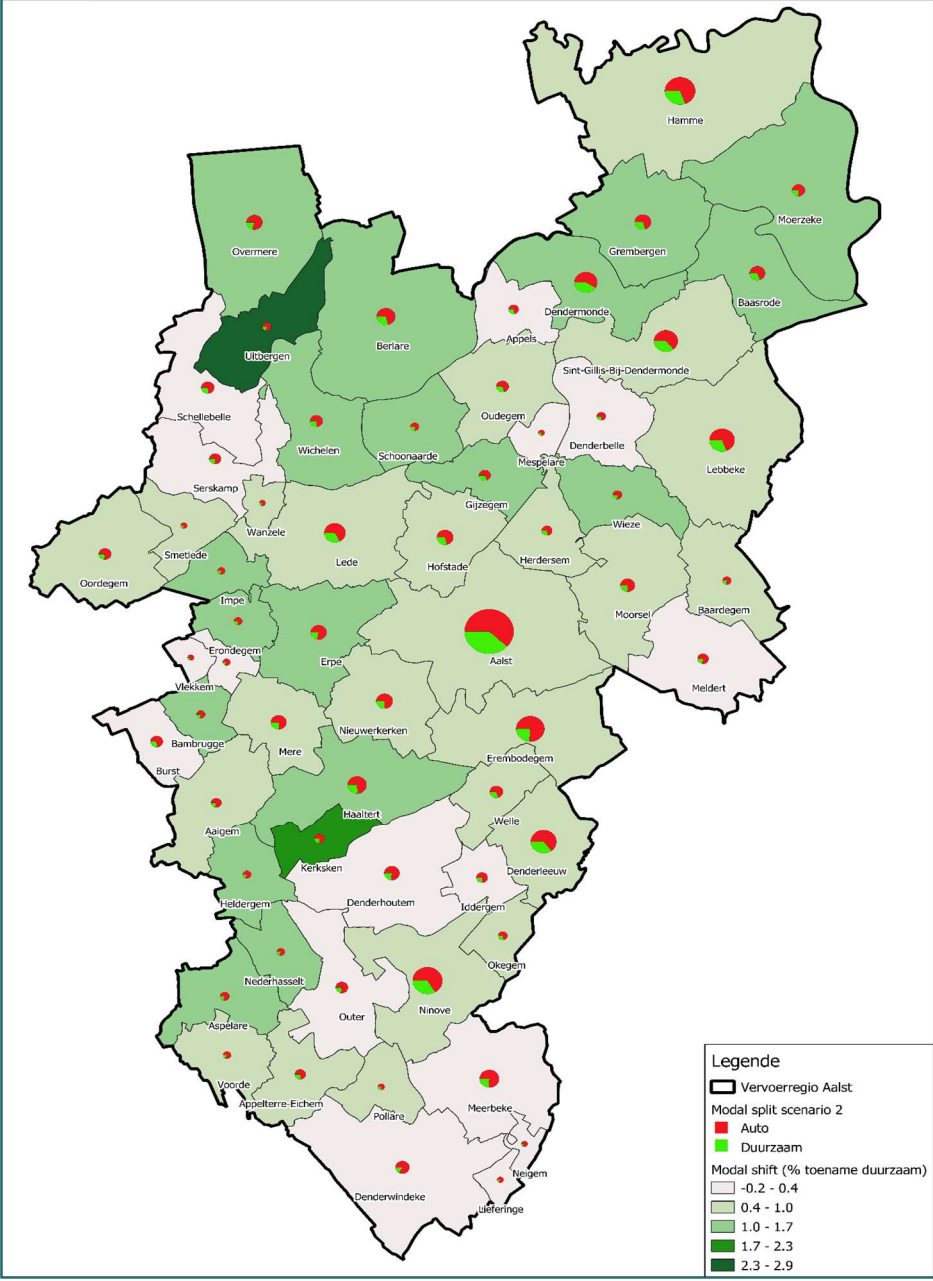 Hamme
Moerzeke
Grembergen
Overmere
Baasrode
Dendermonde
Appels
Berlare
Uitbergen
Sint-Gillis-Bij-Dendermonde
Schellebelle
Oudegem
Denderbelle
Wichelen
Schoonaarde
Mespelare
Lebbeke
Serskamp
Gijzegem
Wieze
Wanzele
Smetlede
Lede
Hofstade
Herdersem
Oordegem
Impe
Moorsel
Baardegem
Erondegem
Erpe
Aalst
Vlekkem
Meldert
Bambrugge
Mere
Nieuwerkerken
Erembodegem
Burst
Haaltert
Aaigem
Welle
Kerksken
Denderleeuw
Heldergem
Denderhoutem
Iddergem
Okegem
Nederhasselt
Aspelare
Outer
Ninove
Voorde
Appelterre-Eichem
Pollare
Meerbeke
Neigem
Denderwindeke
Lieferinge
Legende
Vervoerregio Aalst
Modal split scenario 2
Auto
Duurzaam
Modal shift (% toename duurzaam)
-0.2 - 0.4
0.4 - 1.0
1.0 - 1.7
1.7 - 2.3
2.3 - 2.9